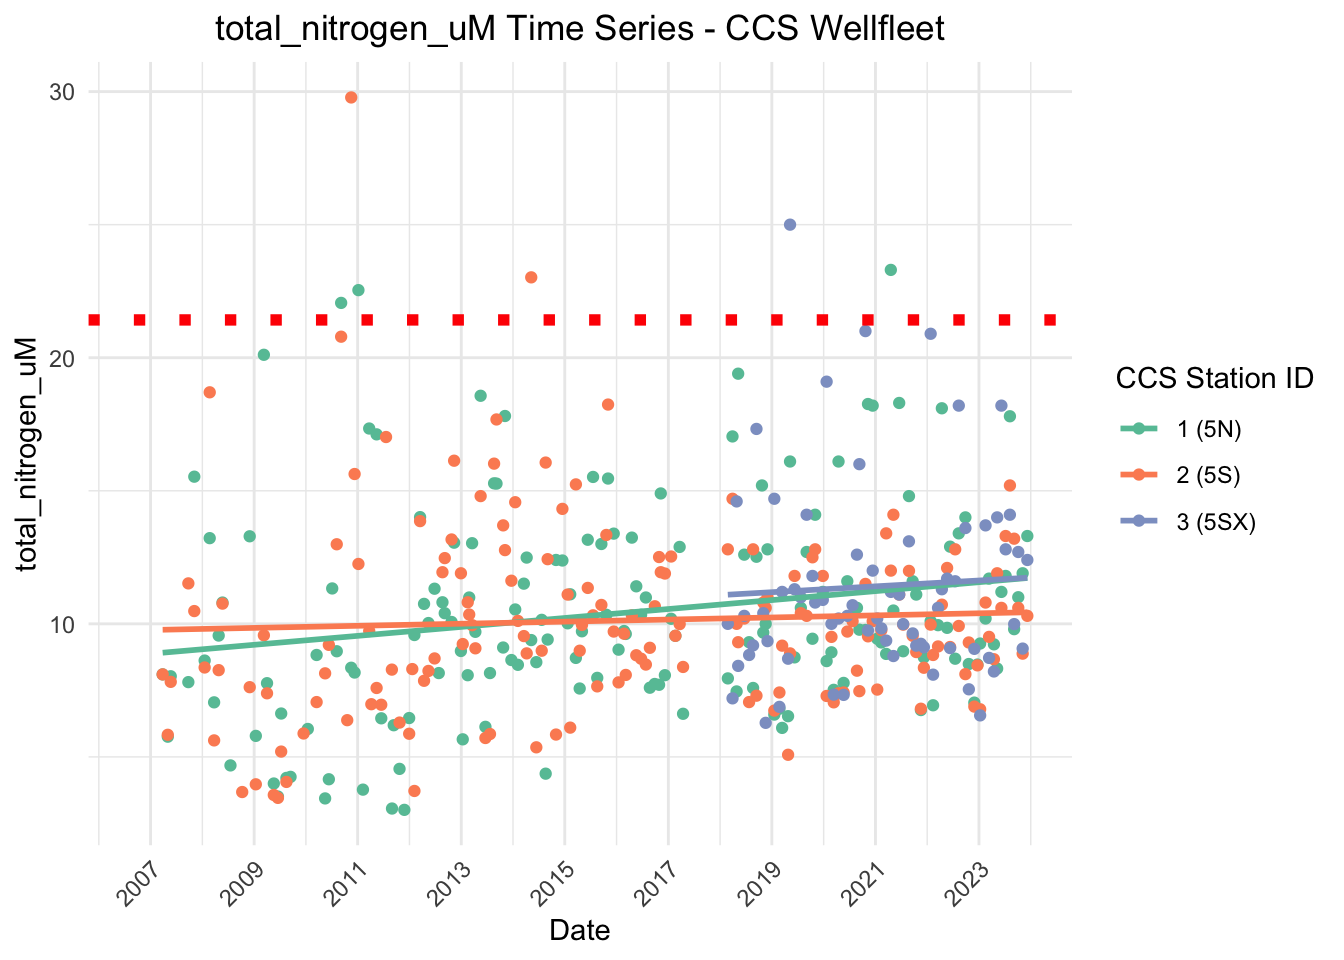 total_nitrogen_uM Time Series - CCS Wellfleet
30
20
10
total_nitrogen_uM
2007
2009
2011
2013
2015
2017
2019
2021
2023
Date
CCS Station ID
1 (5N)
2 (5S)
3 (5SX)